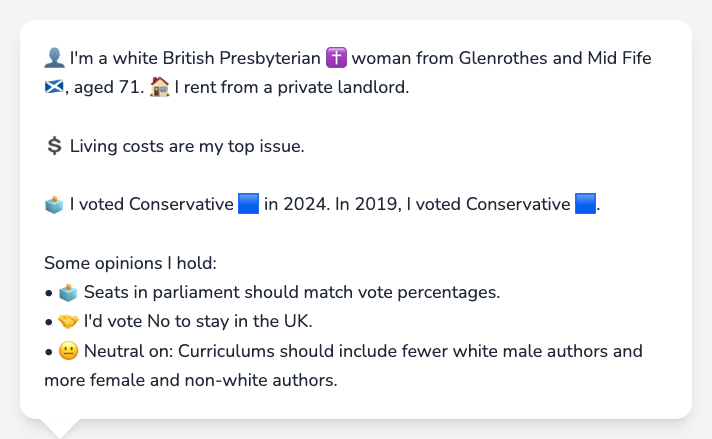 👤 I'm a white British Presbyterian ✝️ woman from Glenrothes and Mid Fife
🏴󠁧󠁢󠁳󠁣󠁴󠁿, aged 71. 🏠 I rent from a private landlord.
💲 Living costs are my top issue.
🗳️ I voted Conservative 🟦 in 2024. In 2019, I voted Conservative 🟦.
Some opinions I hold:
• 🗳️ Seats in parliament should match vote percentages.
• 🤝 I'd vote No to stay in the UK.
• 😐 Neutral on: Curriculums should include fewer white male authors and
more female and non-white authors.